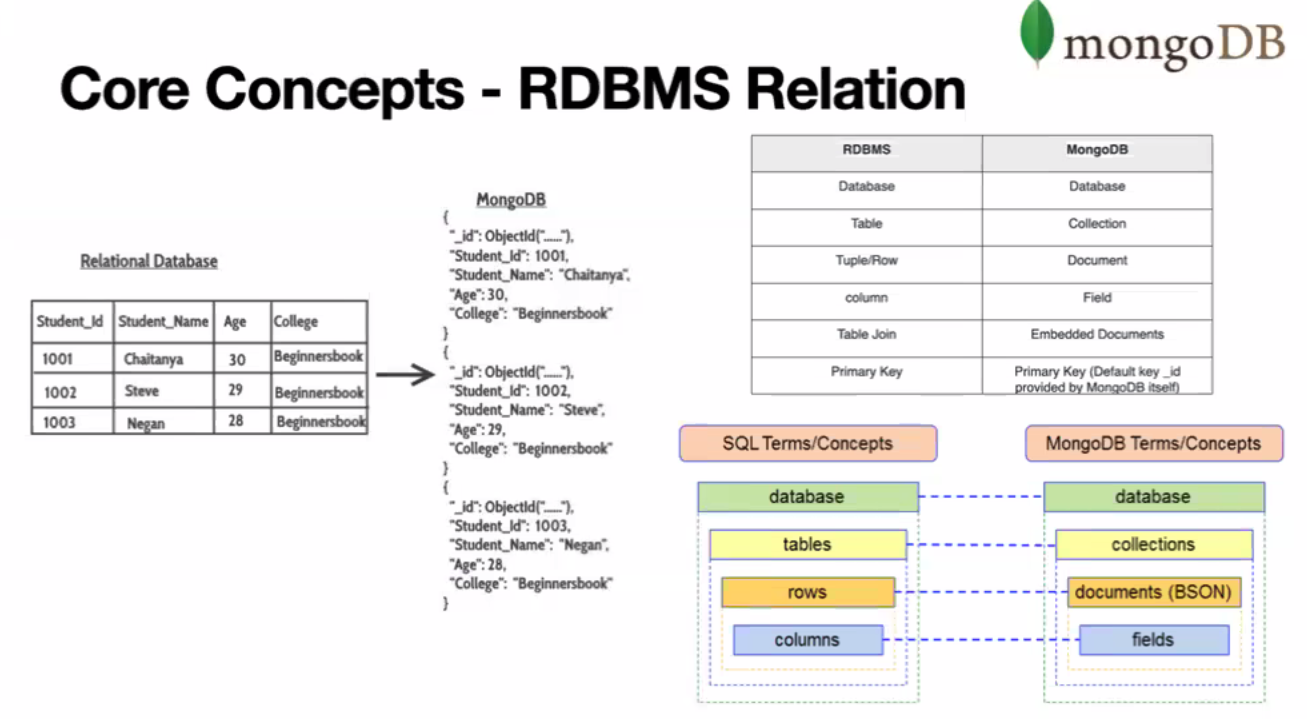 mongoDB
Core Concepts - RDBMS Relation
Relational Database
Student_Id Student_Name Age College
1001 Chaitanya 30 Beginnersbook
1002 Steve 29 Beginnersbook
1003 Negan 28 Beginnersbook
MongoDB
{
"_id": ObjectId("......"),
"Student_Id": 1001,
"Student_Name": "Chaitanya",
"Age": 30,
"College": "Beginnersbook"
}
{
"_id": ObjectId("......"),
"Student_Id": 1002,
"Student_Name": "Steve",
"Age": 29,
"College": "Beginnersbook"
}
{
"_id": ObjectId("......"),
"Student_Id": 1003,
"Student_Name": "Negan",
"Age": 28,
"College": "Beginnersbook"
}
RDBMS MongoDB
Database Database
Table Collection
Tuple/Row Document
column Field
Table Join Embedded Documents
Primary Key Primary Key (Default key _id
provided by MongoDB itself)
SQL Terms/Concepts MongoDB Terms/Concepts
database database
tables collections
rows documents (BSON)
columns fields